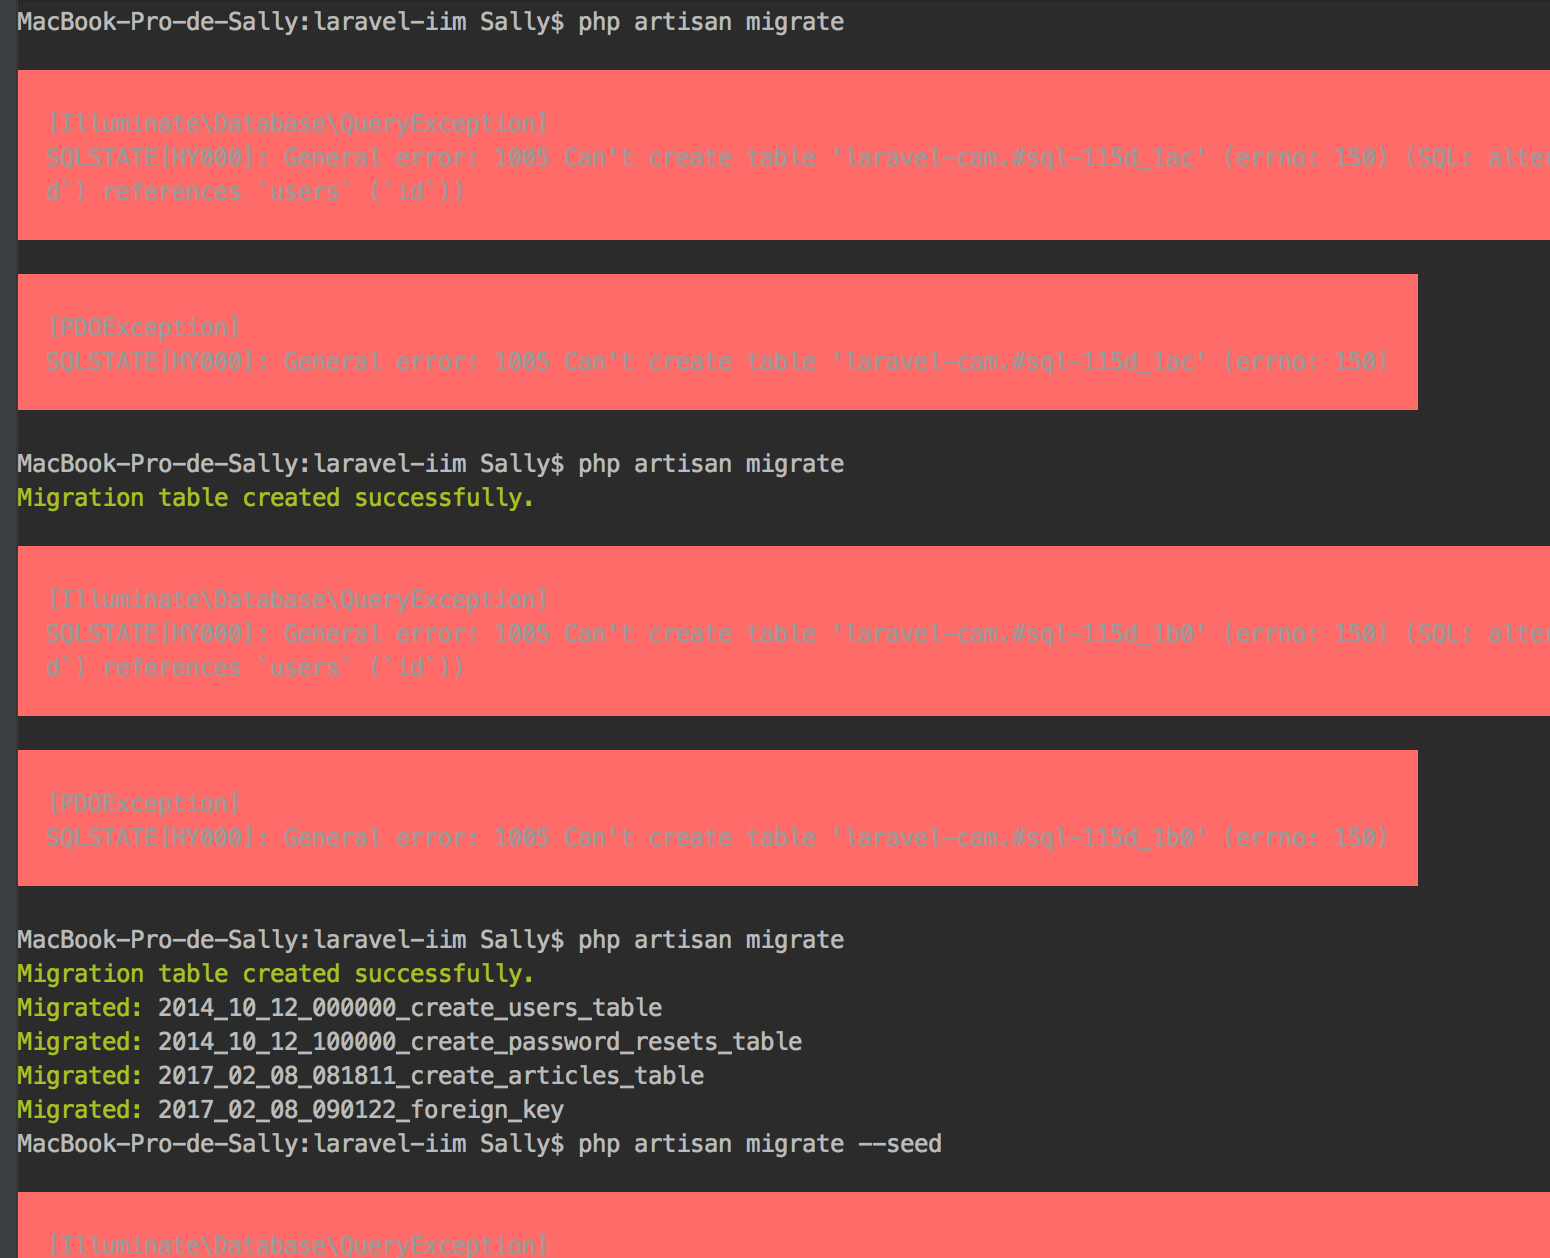 MacBook-Pro-de-Sally:laravel-iim Sally$ php artisan migrate
[Illuminate\Database\QueryException]
SQLSTATE[HY000]: General error: 1005 Can't create table 'laravel-cam.#sql-115d_1ac' (errno: 150) (SQL: alter
d`) references `users` (`id`))
[PDOException]
SQLSTATE[HY000]: General error: 1005 Can't create table 'laravel-cam.#sql-115d_1ac' (errno: 150)
MacBook-Pro-de-Sally:laravel-iim Sally$ php artisan migrate
Migration table created successfully.
[Illuminate\Database\QueryException]
SQLSTATE[HY000]: General error: 1005 Can't create table 'laravel-cam.#sql-115d_1b0' (errno: 150) (SQL: alter
d`) references `users` (`id`))
[PDOException]
SQLSTATE[HY000]: General error: 1005 Can't create table 'laravel-cam.#sql-115d_1b0' (errno: 150)
MacBook-Pro-de-Sally:laravel-iim Sally$ php artisan migrate
Migration table created successfully.
Migrated: 2014_10_12_000000_create_users_table
Migrated: 2014_10_12_100000_create_password_resets_table
Migrated: 2017_02_08_081811_create_articles_table
Migrated: 2017_02_08_090122_foreign_key
MacBook-Pro-de-Sally:laravel-iim Sally$ php artisan migrate --seed
[Illuminate\Database\QueryException]